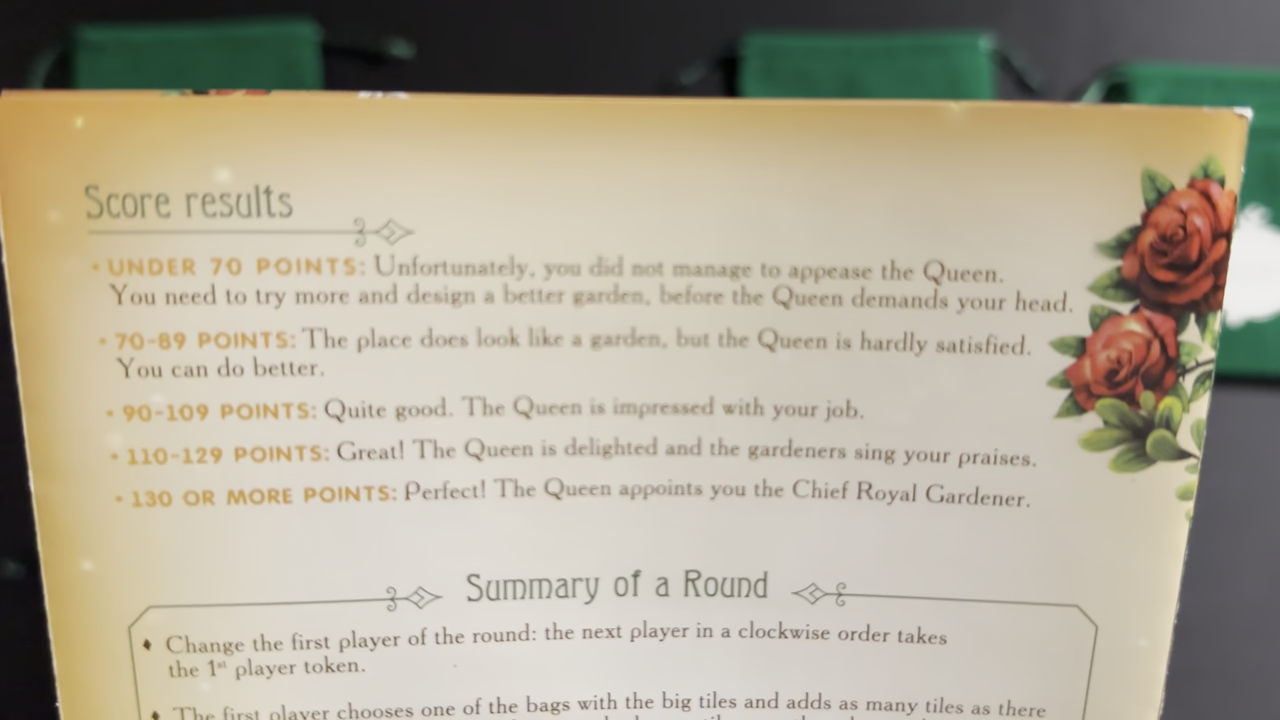 Score results
• UNDER 70 POINTS: Unfortunately, you did not manage to appease the Queen.
You need to try more and design a better garden, before the Queen demands your head.
• 70-89 POINTS: The place does look like a garden, but the Queen is hardly satisfied.
You can do better.
• 90-109 POINTS: Quite good. The Queen is impressed with your job.
• 110-129 POINTS: Great! The Queen is delighted and the gardeners sing your praises.
• 130 OR MORE POINTS: Perfect! The Queen appoints you the Chief Royal Gardener.
Summary of a Round
♦ Change the first player of the round: the next player in a clockwise order takes
the 1st player token.
♦ The first player chooses one of the bags with the big tiles and adds as many tiles as there